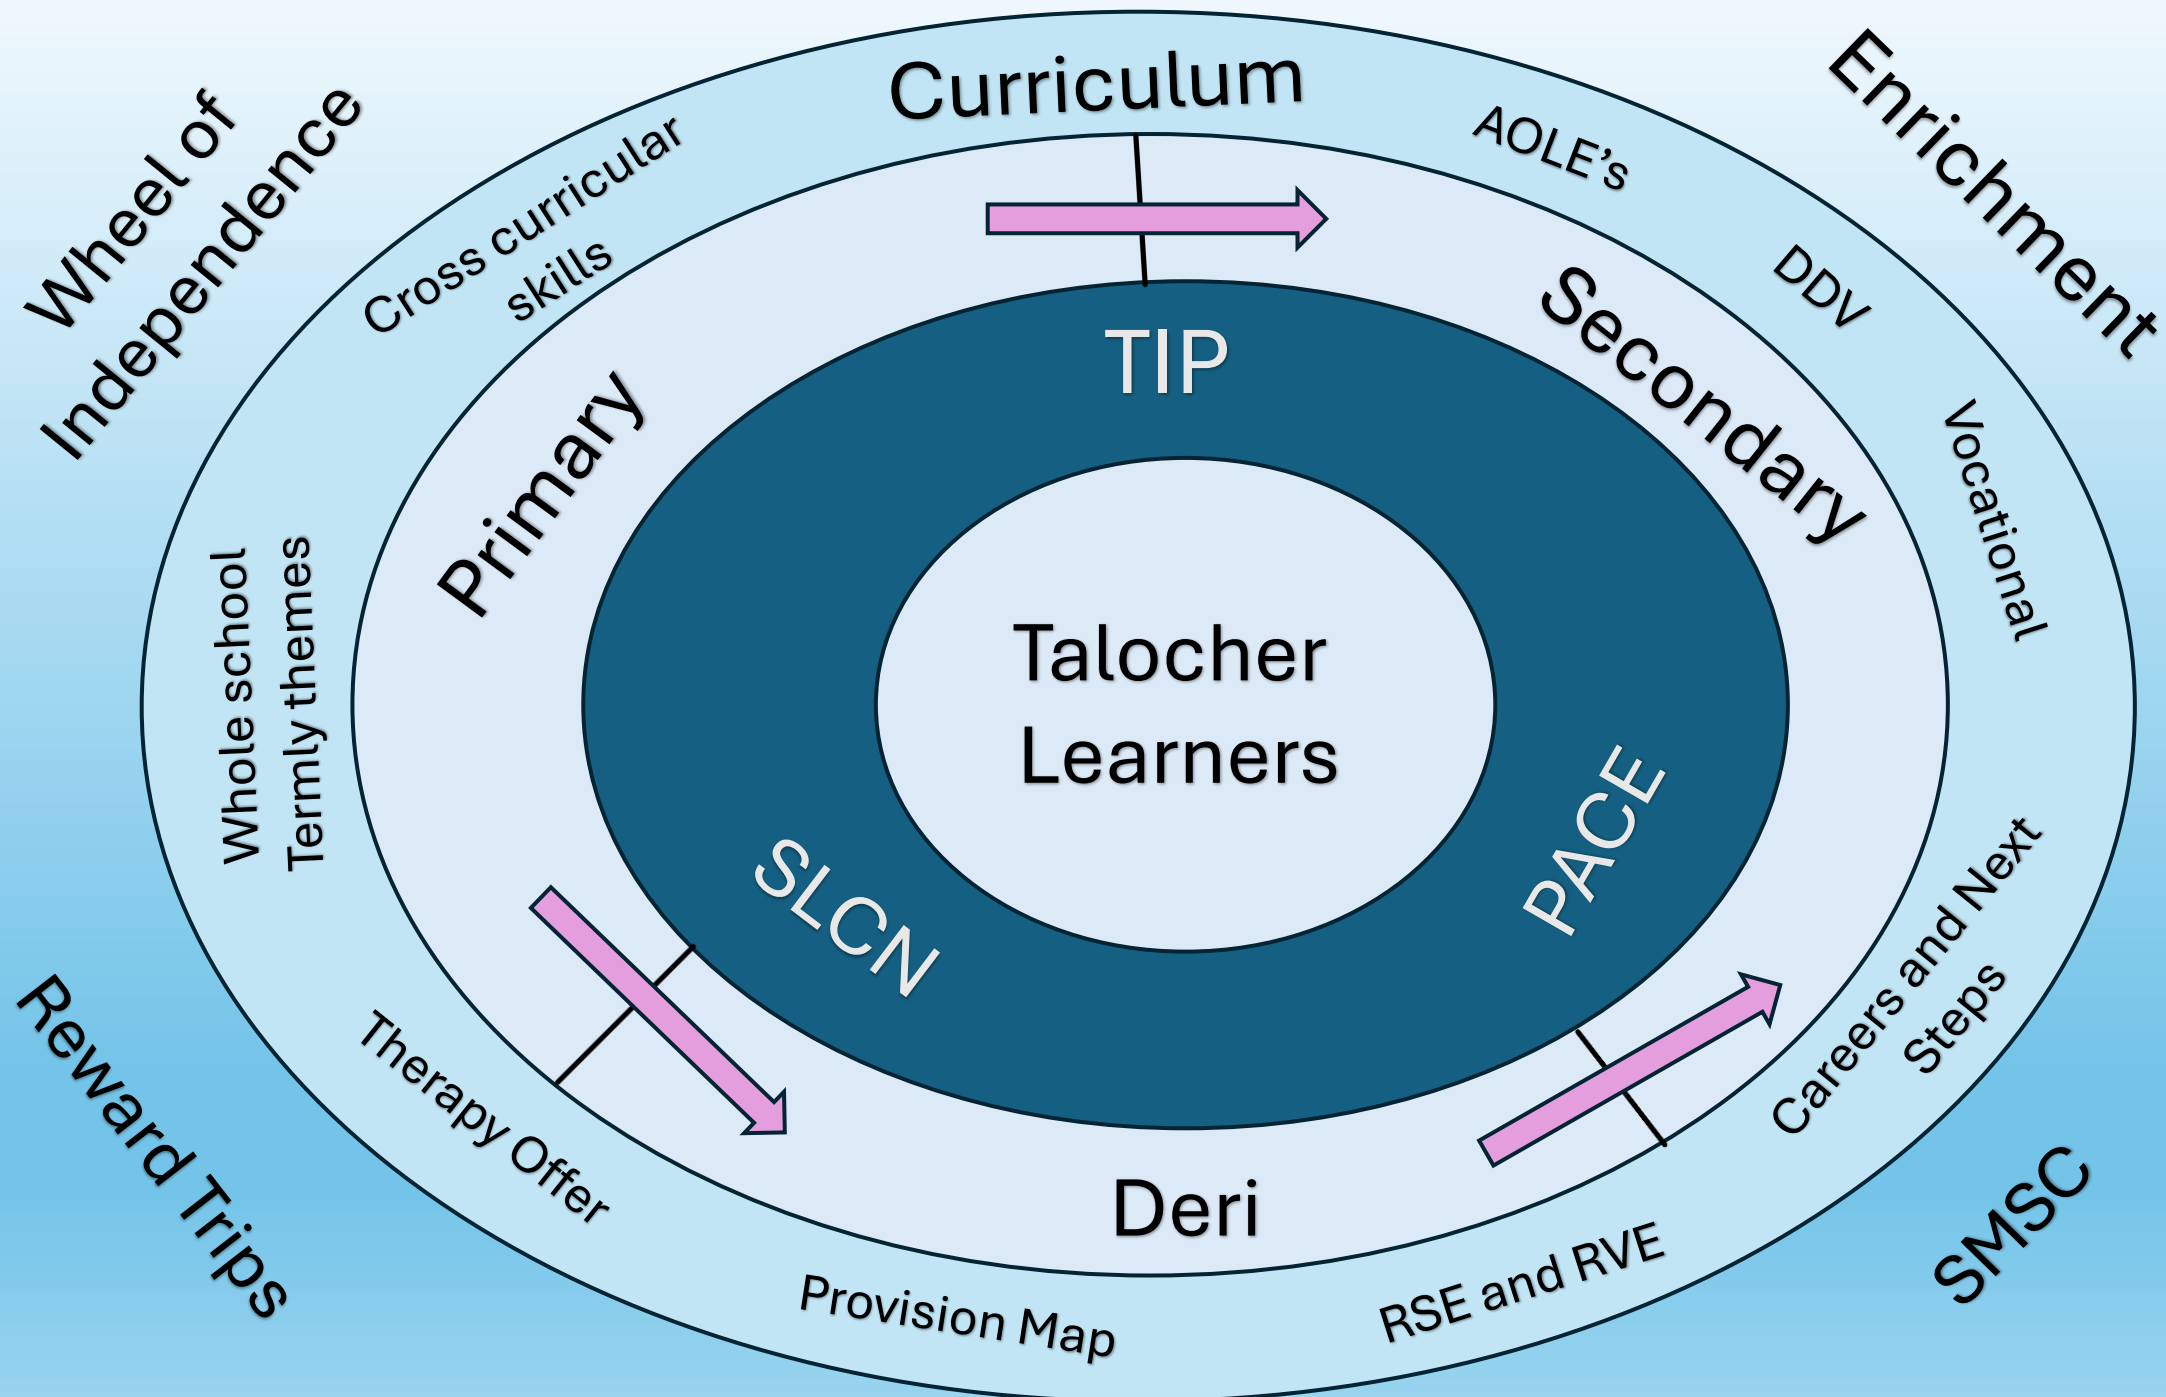 Wheel of
Independence
Curriculum
Enrichment
Cross curricular
skills
AOLE’s
DDV
Vocational
Primary
Secondary
TIP
Talocher
Learners
Whole school
Termly themes
SLCN
PACE
Careers and Next
Steps
Therapy Offer
Deri
Provision Map
RSE and RVE
Reward Trips
SMSC